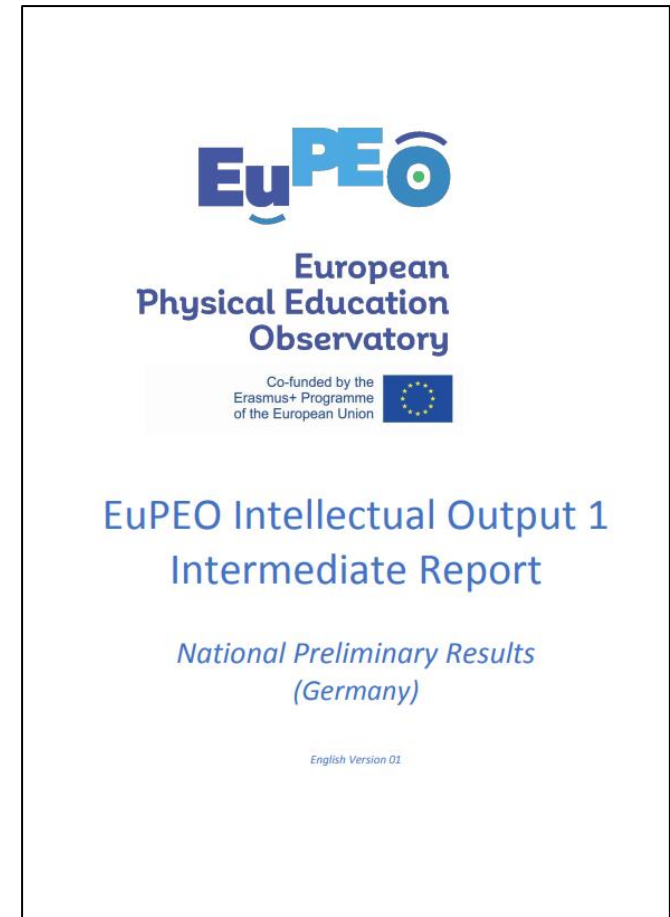 EuPEO
European
Physical Education
Observatory
Co-funded by the
Erasmus+ Programme
of the European Union
EuPEO Intellectual Output 1
Intermediate Report
National Preliminary Results
(Germany)
English Version 01